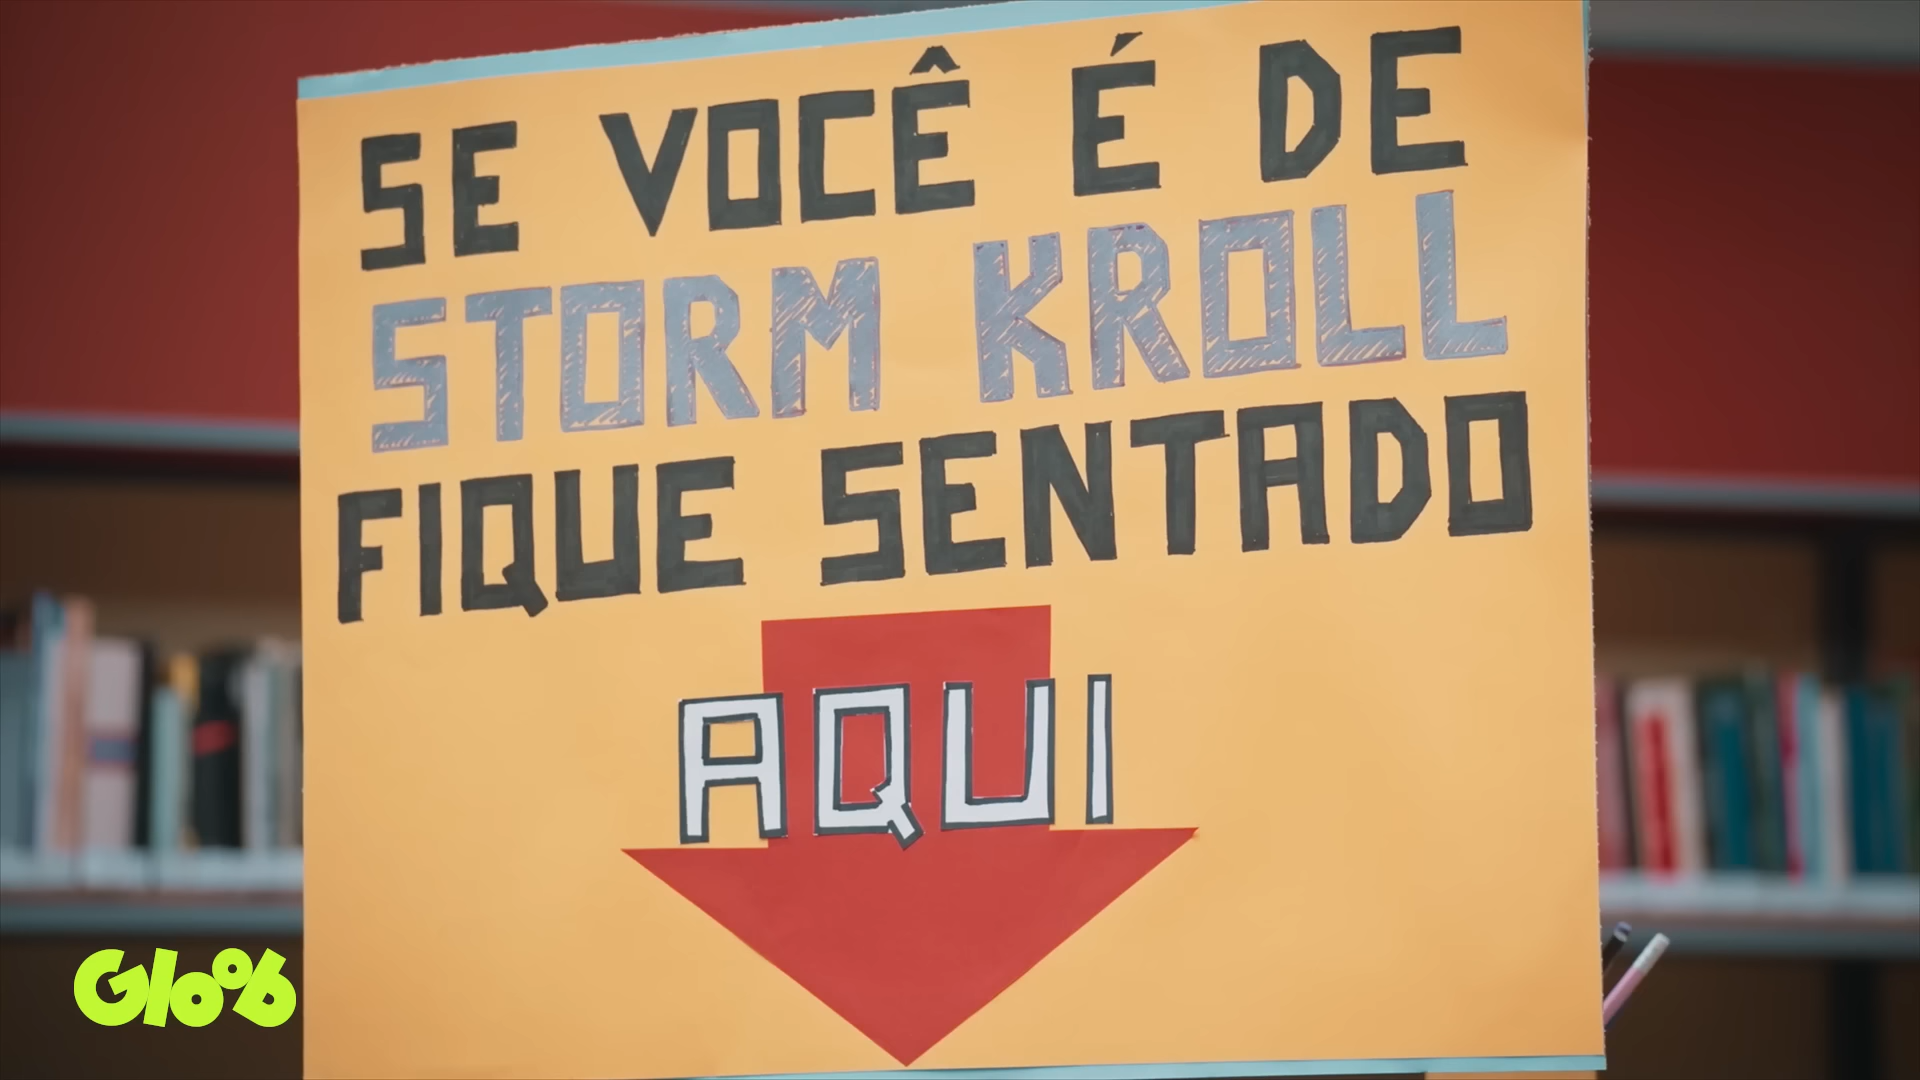 SE VOCÊ É DE
STORM KROLL
FIQUE SENTADO
AQUI
Gloob